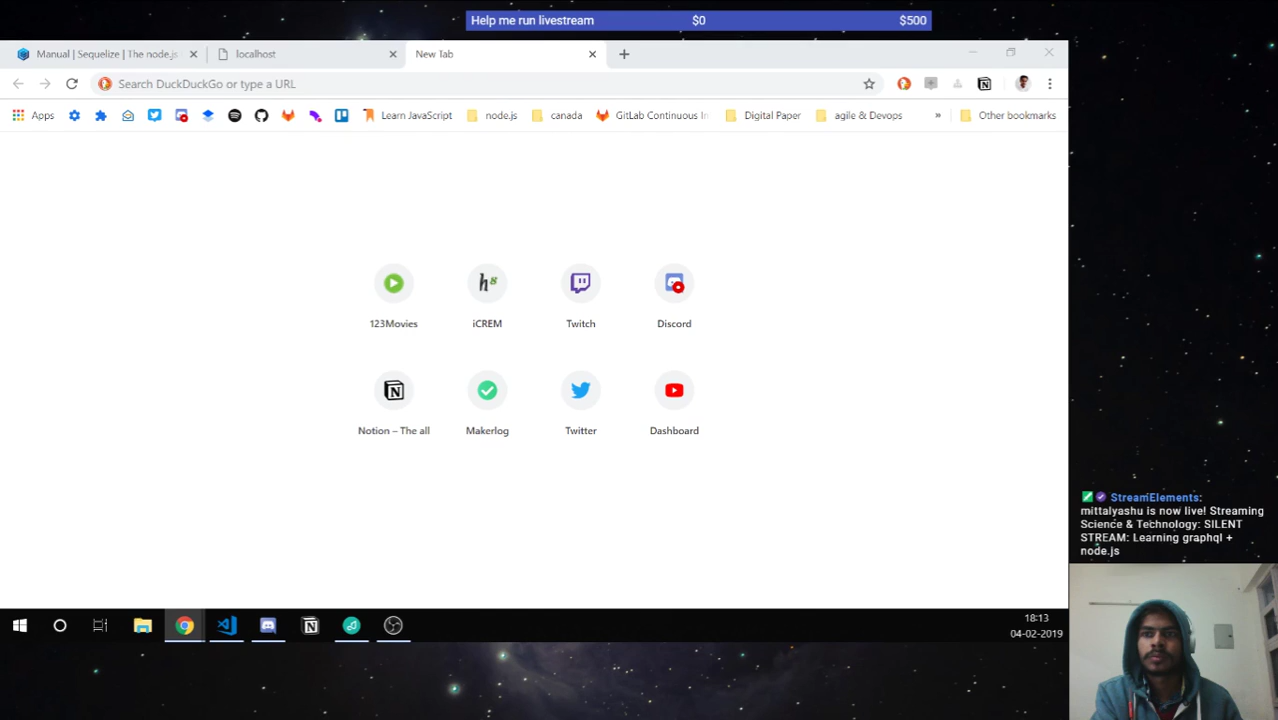 Help me run livestream $0 $500
Manual | Sequelize | The node.js
localhost
New Tab
Search DuckDuckGo or type a URL
Apps
Learn JavaScript
node.js
canada
GitLab Continuous In
Digital Paper
agile & Devops
»
Other bookmarks
h8
123Movies
iCREM
Twitch
Discord
N
Notion – The all
Makerlog
Twitter
Dashboard
StreamElements:
mittalyashu is now live! Streaming
Science & Technology: SILENT
STREAM: Learning graphql +
node.js
18:13
04-02-2019